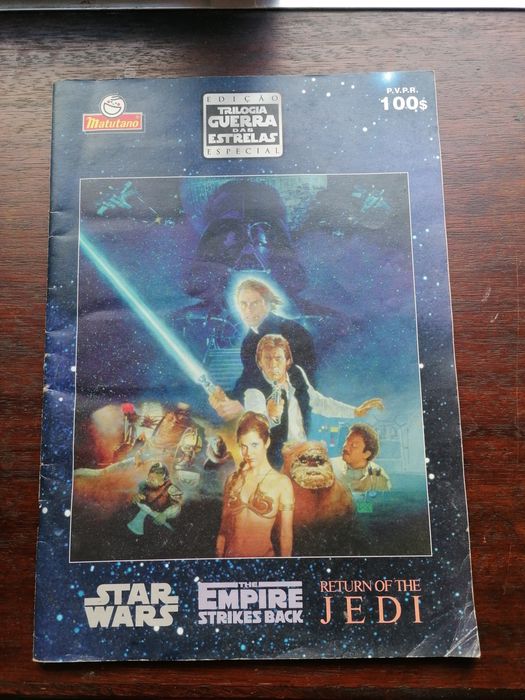 Matutano
EDIÇÃO
TRILOGIA
GUERRA
DAS
ESTRELAS
ESPECIAL
P.V.P.R.
100$
STAR
WARS
THE
EMPIRE
STRIKES BACK
RETURN OF THE
JEDI